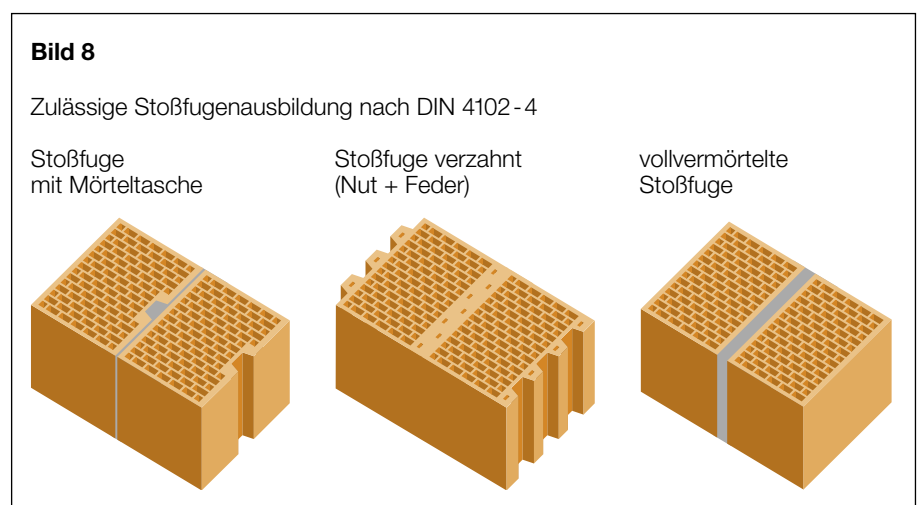 Bild 8
Zulässige Stoßfugenausbildung nach DIN 4102-4
Stoßfuge
mit Mörteltasche
Stoßfuge verzahnt
(Nut + Feder)
vollvermörtelte
Stoßfuge